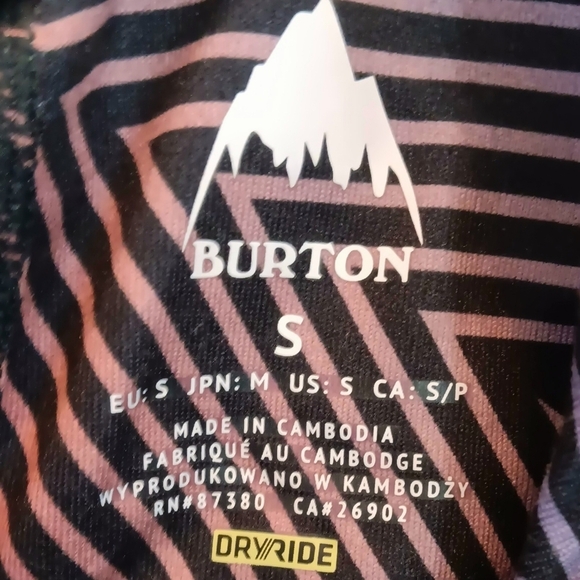 BURTON
S
EU: S JPN: M US: S CA: S/P
MADE IN CAMBODIA
FABRIQUÉ AU CAMBODGE
WYPRODUKOWANO W KAMBODŻY
RN#87380 CA#26902
DRYRIDE